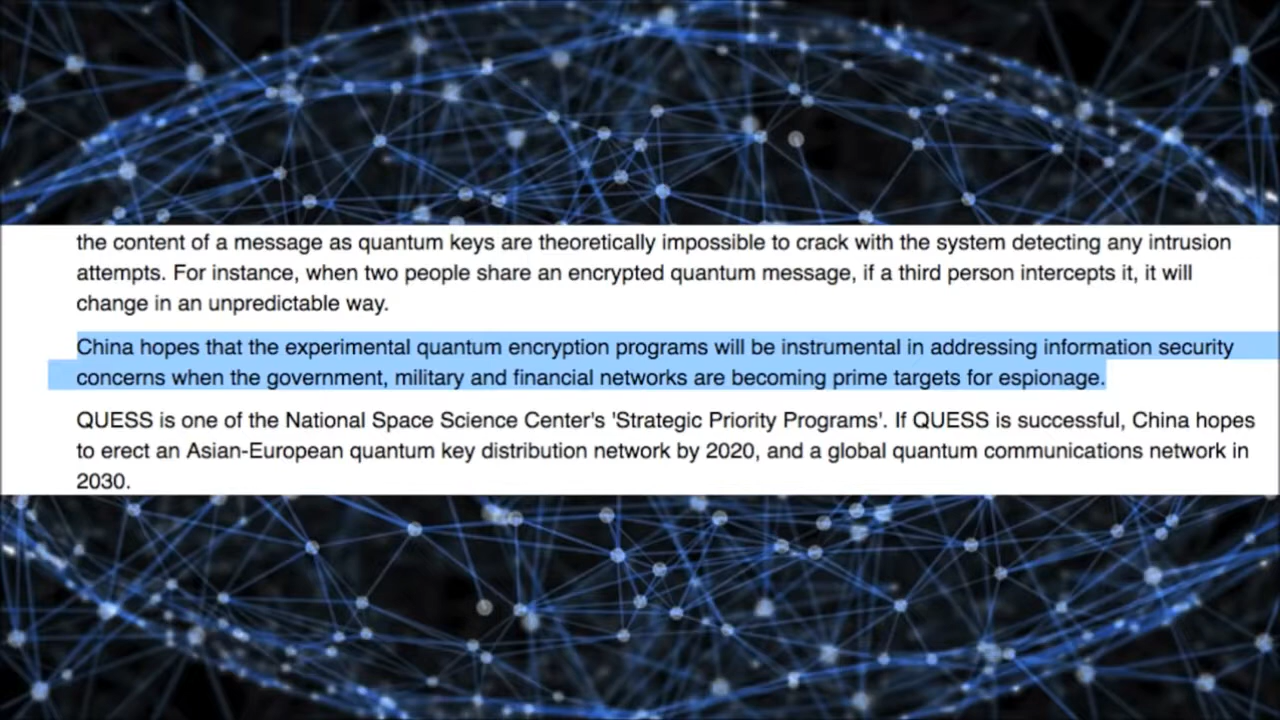 the content of a message as quantum keys are theoretically impossible to crack with the system detecting any intrusion
attempts. For instance, when two people share an encrypted quantum message, if a third person intercepts it, it will
change in an unpredictable way.
China hopes that the experimental quantum encryption programs will be instrumental in addressing information security
concerns when the government, military and financial networks are becoming prime targets for espionage.
QUESS is one of the National Space Science Center's 'Strategic Priority Programs'. If QUESS is successful, China hopes
to erect an Asian-European quantum key distribution network by 2020, and a global quantum communications network in
2030.